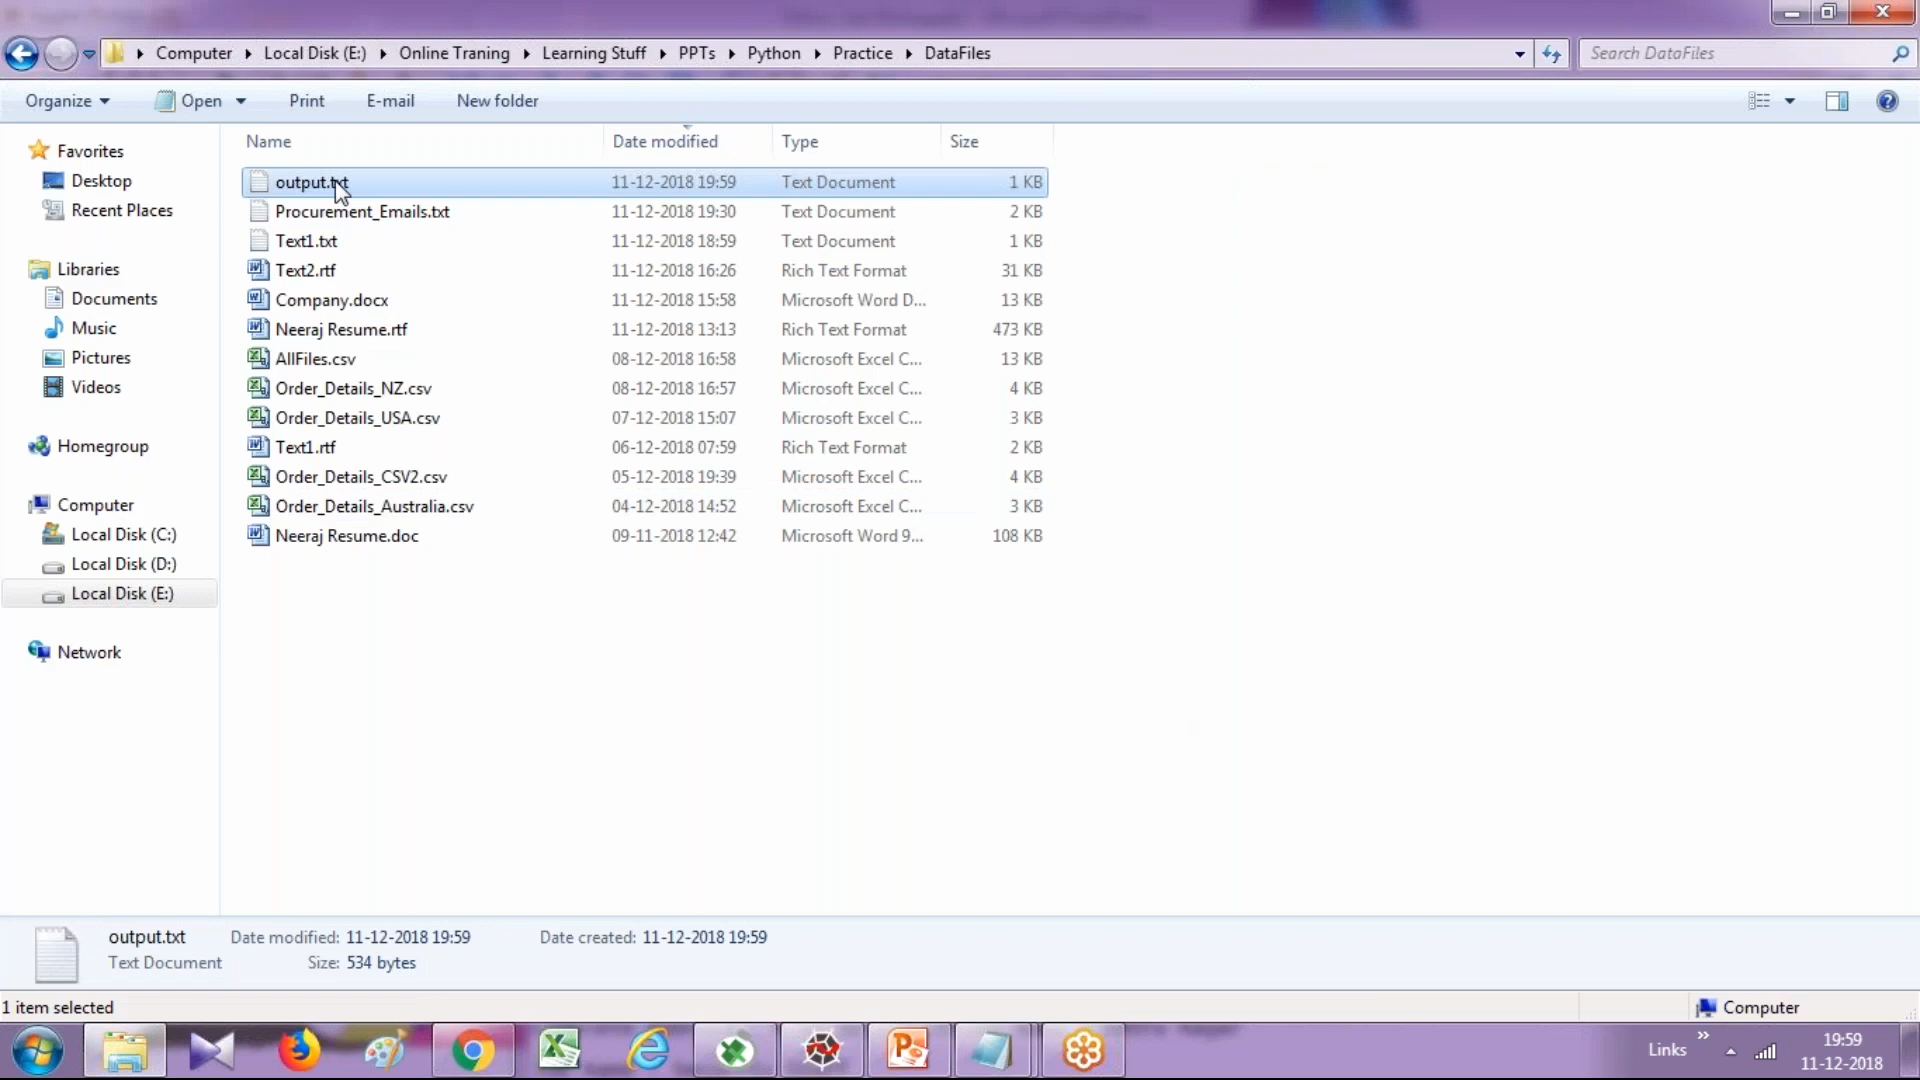 Computer Local Disk (E:) Online Traning Learning Stuff PPTs Python Practice DataFiles Search DataFiles
Organize Open Print E-mail New folder
Name Date modified Type Size
Favorites
Desktop
Recent Places
Libraries
Documents
Music
Pictures
Videos
Homegroup
Computer
Local Disk (C:)
Local Disk (D:)
Local Disk (E:)
Network
output.txt 11-12-2018 19:59 Text Document 1 KB
Procurement_Emails.txt 11-12-2018 19:30 Text Document 2 KB
Text1.txt 11-12-2018 18:59 Text Document 1 KB
Text2.rtf 11-12-2018 16:26 Rich Text Format 31 KB
Company.docx 11-12-2018 15:58 Microsoft Word D... 13 KB
Neeraj Resume.rtf 11-12-2018 13:13 Rich Text Format 473 KB
AllFiles.csv 08-12-2018 16:58 Microsoft Excel C... 13 KB
Order_Details_NZ.csv 08-12-2018 16:57 Microsoft Excel C... 4 KB
Order_Details_USA.csv 07-12-2018 15:07 Microsoft Excel C... 3 KB
Text1.rtf 06-12-2018 07:59 Rich Text Format 2 KB
Order_Details_CSV2.csv 05-12-2018 19:39 Microsoft Excel C... 4 KB
Order_Details_Australia.csv 04-12-2018 14:52 Microsoft Excel C... 3 KB
Neeraj Resume.doc 09-11-2018 12:42 Microsoft Word 9... 108 KB
output.txt Date modified: 11-12-2018 19:59 Date created: 11-12-2018 19:59
Text Document Size: 534 bytes
1 item selected Computer
Links 19:59
11-12-2018